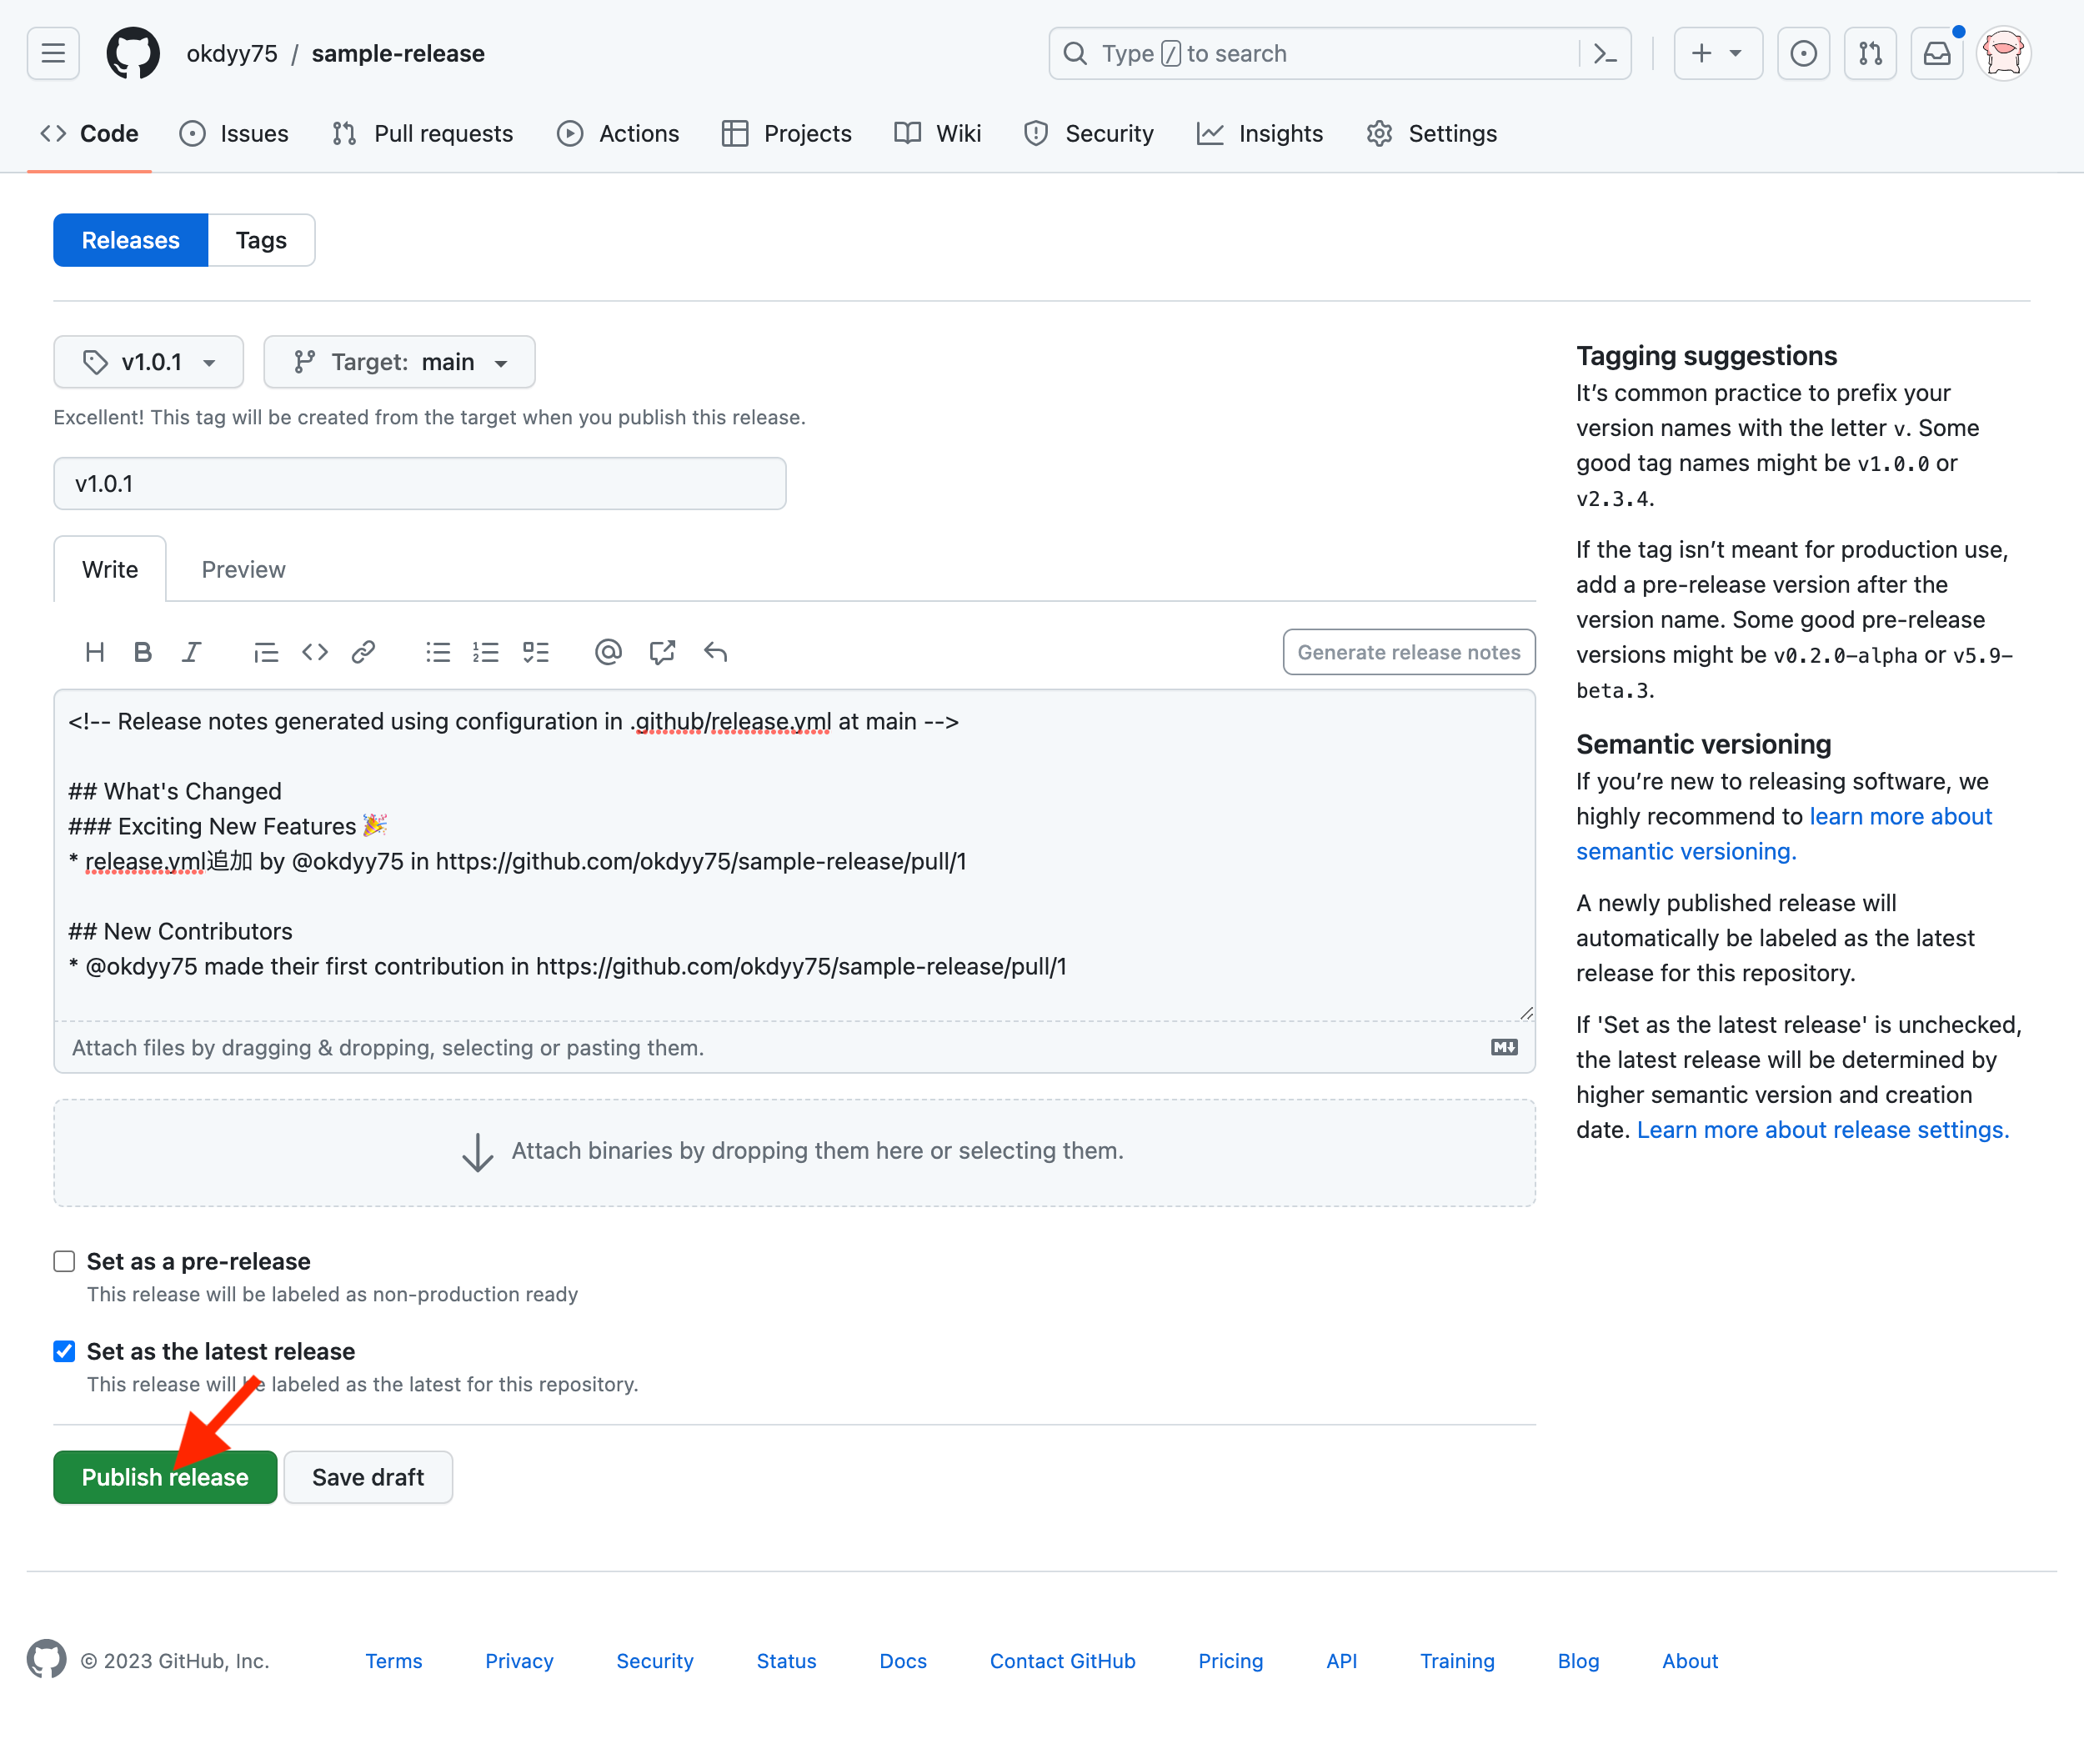 okdyy75 / sample-release
Type / to search
Code Issues Pull requests Actions Projects Wiki Security Insights Settings
Releases Tags
v1.0.1 Target: main
Excellent! This tag will be created from the target when you publish this release.
v1.0.1
Write Preview
Generate release notes
<!-- Release notes generated using configuration in .github/release.yml at main -->
## What's Changed
### Exciting New Features 🎉
* release.yml追加 by @okdyy75 in https://github.com/okdyy75/sample-release/pull/1
## New Contributors
* @okdyy75 made their first contribution in https://github.com/okdyy75/sample-release/pull/1
Attach files by dragging & dropping, selecting or pasting them.
Attach binaries by dropping them here or selecting them.
Set as a pre-release
This release will be labeled as non-production ready
Set as the latest release
This release will be labeled as the latest for this repository.
Publish release Save draft
Tagging suggestions
It’s common practice to prefix your
version names with the letter v. Some
good tag names might be v1.0.0 or
v2.3.4.
If the tag isn’t meant for production use,
add a pre-release version after the
version name. Some good pre-release
versions might be v0.2.0-alpha or v5.9-
beta.3.
Semantic versioning
If you’re new to releasing software, we
highly recommend to learn more about
semantic versioning.
A newly published release will
automatically be labeled as the latest
release for this repository.
If 'Set as the latest release' is unchecked,
the latest release will be determined by
higher semantic version and creation
date. Learn more about release settings.
© 2023 GitHub, Inc. Terms Privacy Security Status Docs Contact GitHub Pricing API Training Blog About